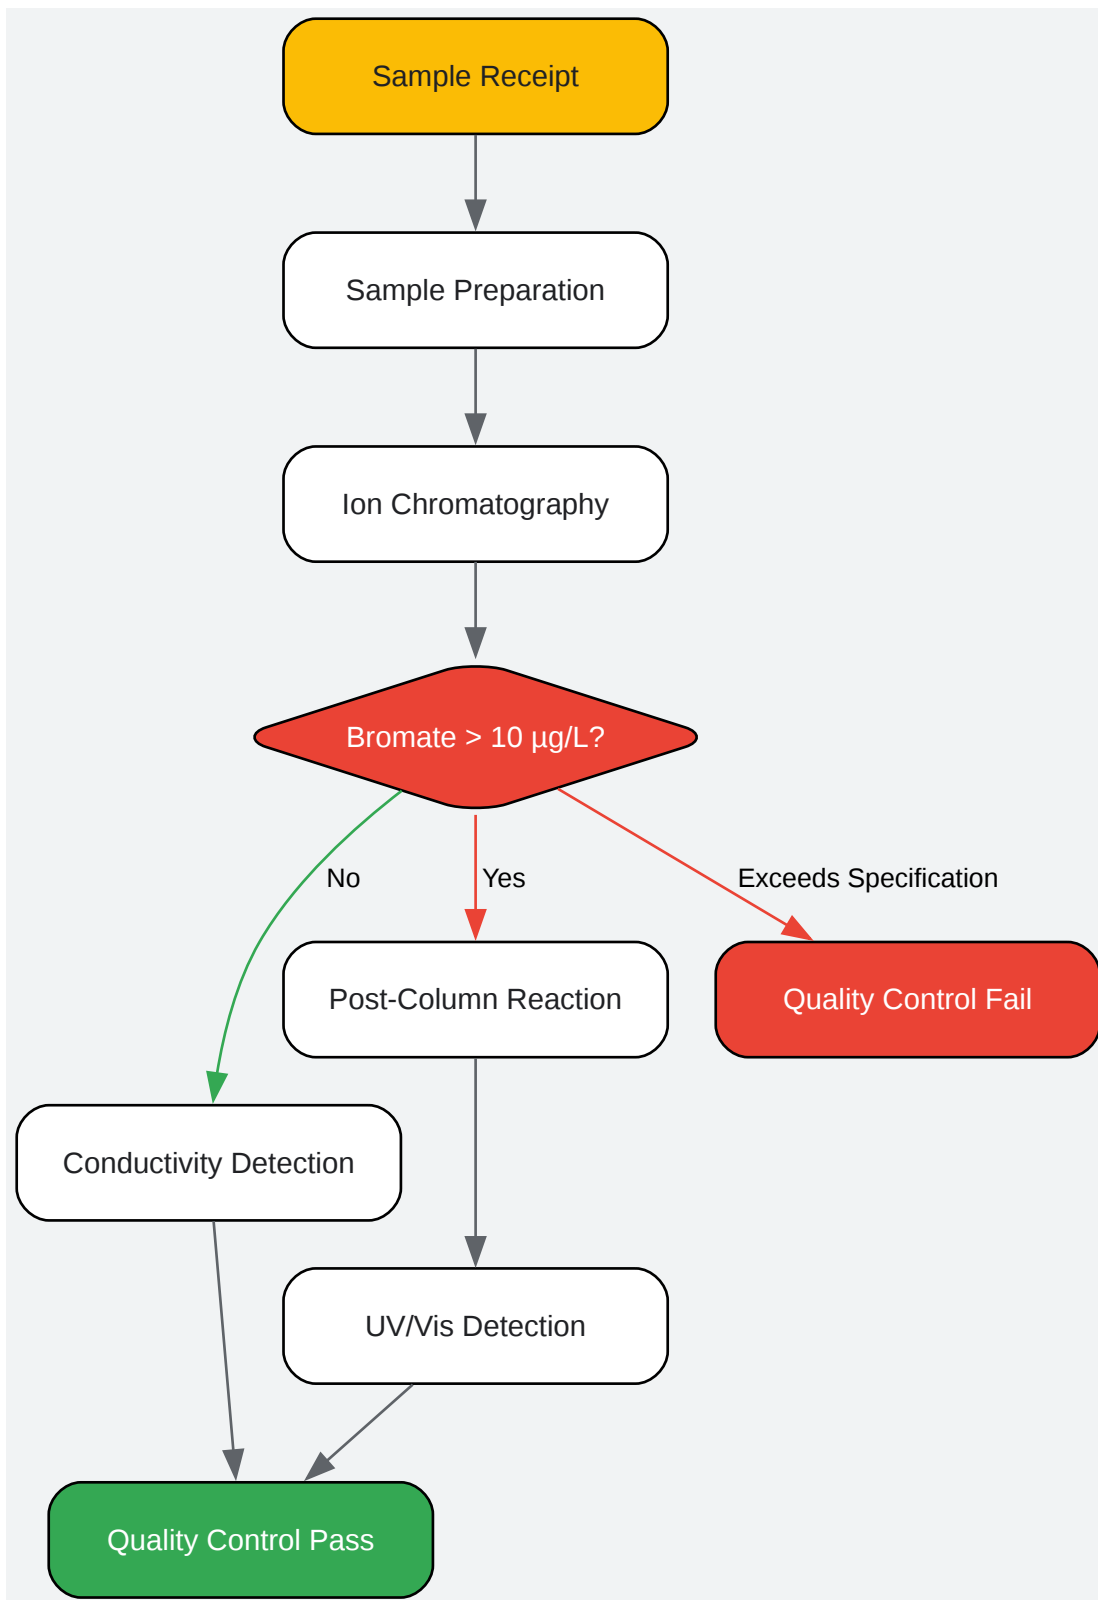 Sample Receipt
Sample Preparation
Ion Chromatography
Bromate > 10 µg/L?
No
Yes
Exceeds Specification
Post-Column Reaction
Quality Control Fail
Conductivity Detection
UV/Vis Detection
Quality Control Pass